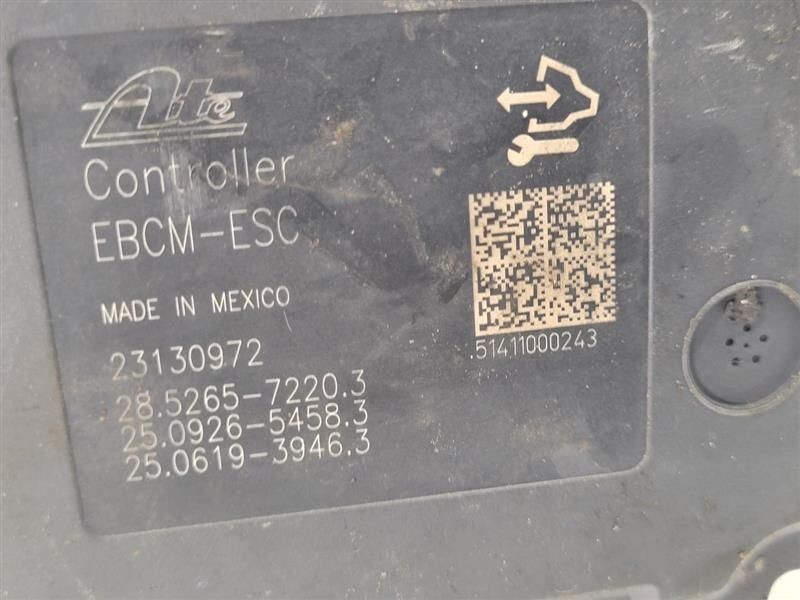 Ate
Controller
EBCM-ESC
MADE IN MEXICO
23130972
28.5265-7220.3
25.0926-5458.3
25.0619-3946.3
.51411000243